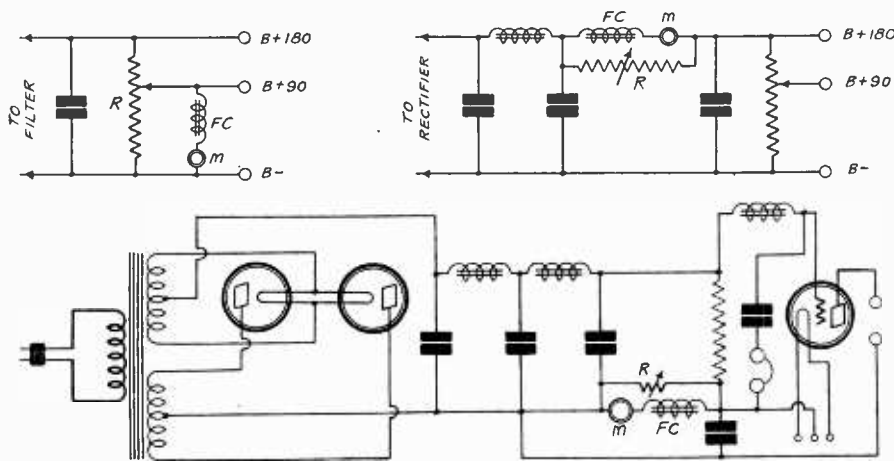 B+180
R
B+90
FC
m
B-
TO
FILTER
FC
m
B+180
R
B+90
B-
TO
RECTIFIER
R
m
FC